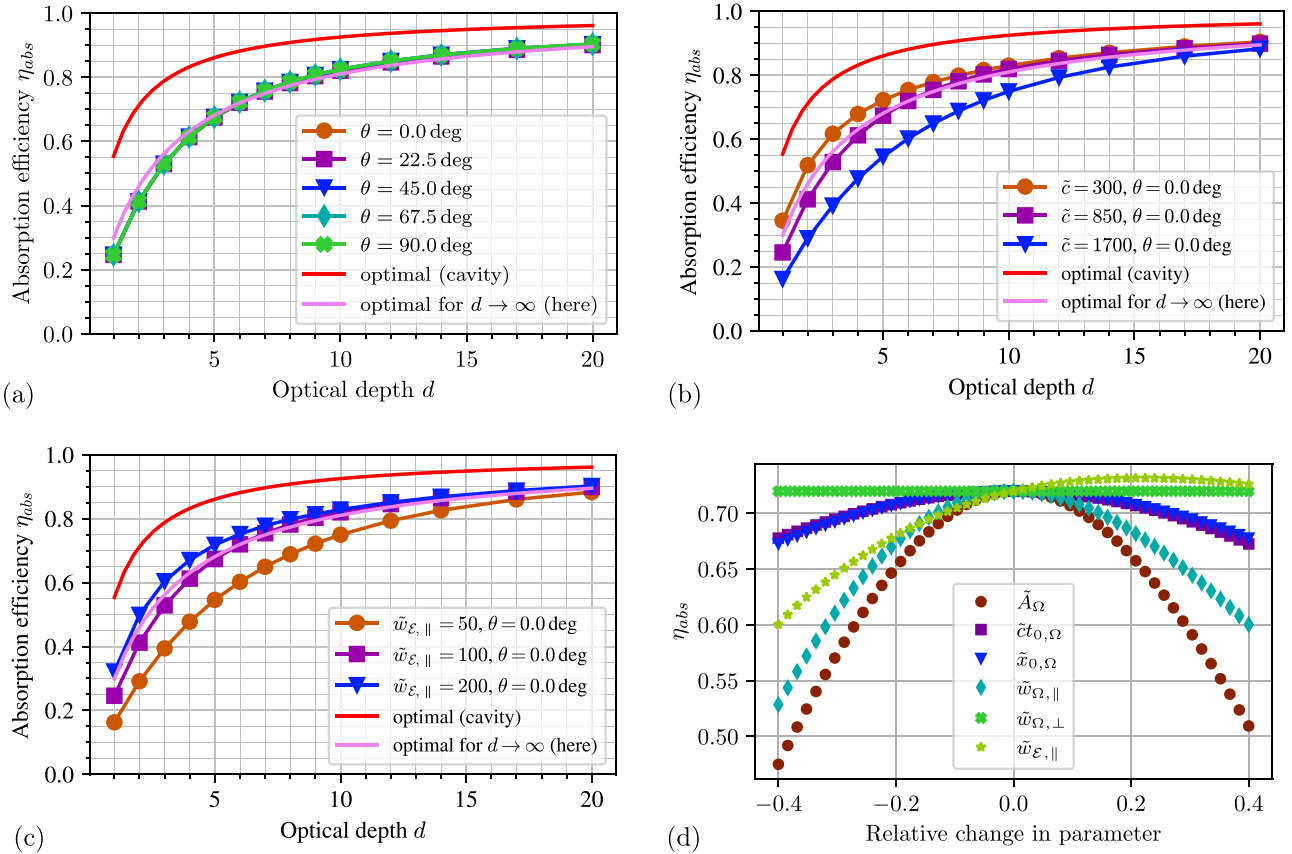 1.0
0.8
0.6
0.4
0.2
0.0
Absorption efficiency η_abs
θ = 0.0 deg
θ = 22.5 deg
θ = 45.0 deg
θ = 67.5 deg
θ = 90.0 deg
optimal (cavity)
optimal for d → ∞ (here)
5 10 15 20
Optical depth d
(a)
1.0
0.8
0.6
0.4
0.2
0.0
Absorption efficiency η_abs
c̃ = 300, θ = 0.0 deg
c̃ = 850, θ = 0.0 deg
c̃ = 1700, θ = 0.0 deg
optimal (cavity)
optimal for d → ∞ (here)
5 10 15 20
Optical depth d
(b)
1.0
0.8
0.6
0.4
0.2
0.0
Absorption efficiency η_abs
w̃_ℰ, ∥ = 50, θ = 0.0 deg
w̃_ℰ, ∥ = 100, θ = 0.0 deg
w̃_ℰ, ∥ = 200, θ = 0.0 deg
optimal (cavity)
optimal for d → ∞ (here)
5 10 15 20
Optical depth d
(c)
0.70
0.65
0.60
0.55
0.50
η_abs
Ã_Ω
c̃t_0,Ω
x̃_0,Ω
w̃_Ω,∥
w̃_Ω,⊥
w̃_ℰ,∥
−0.4 −0.2 0.0 0.2 0.4
Relative change in parameter
(d)